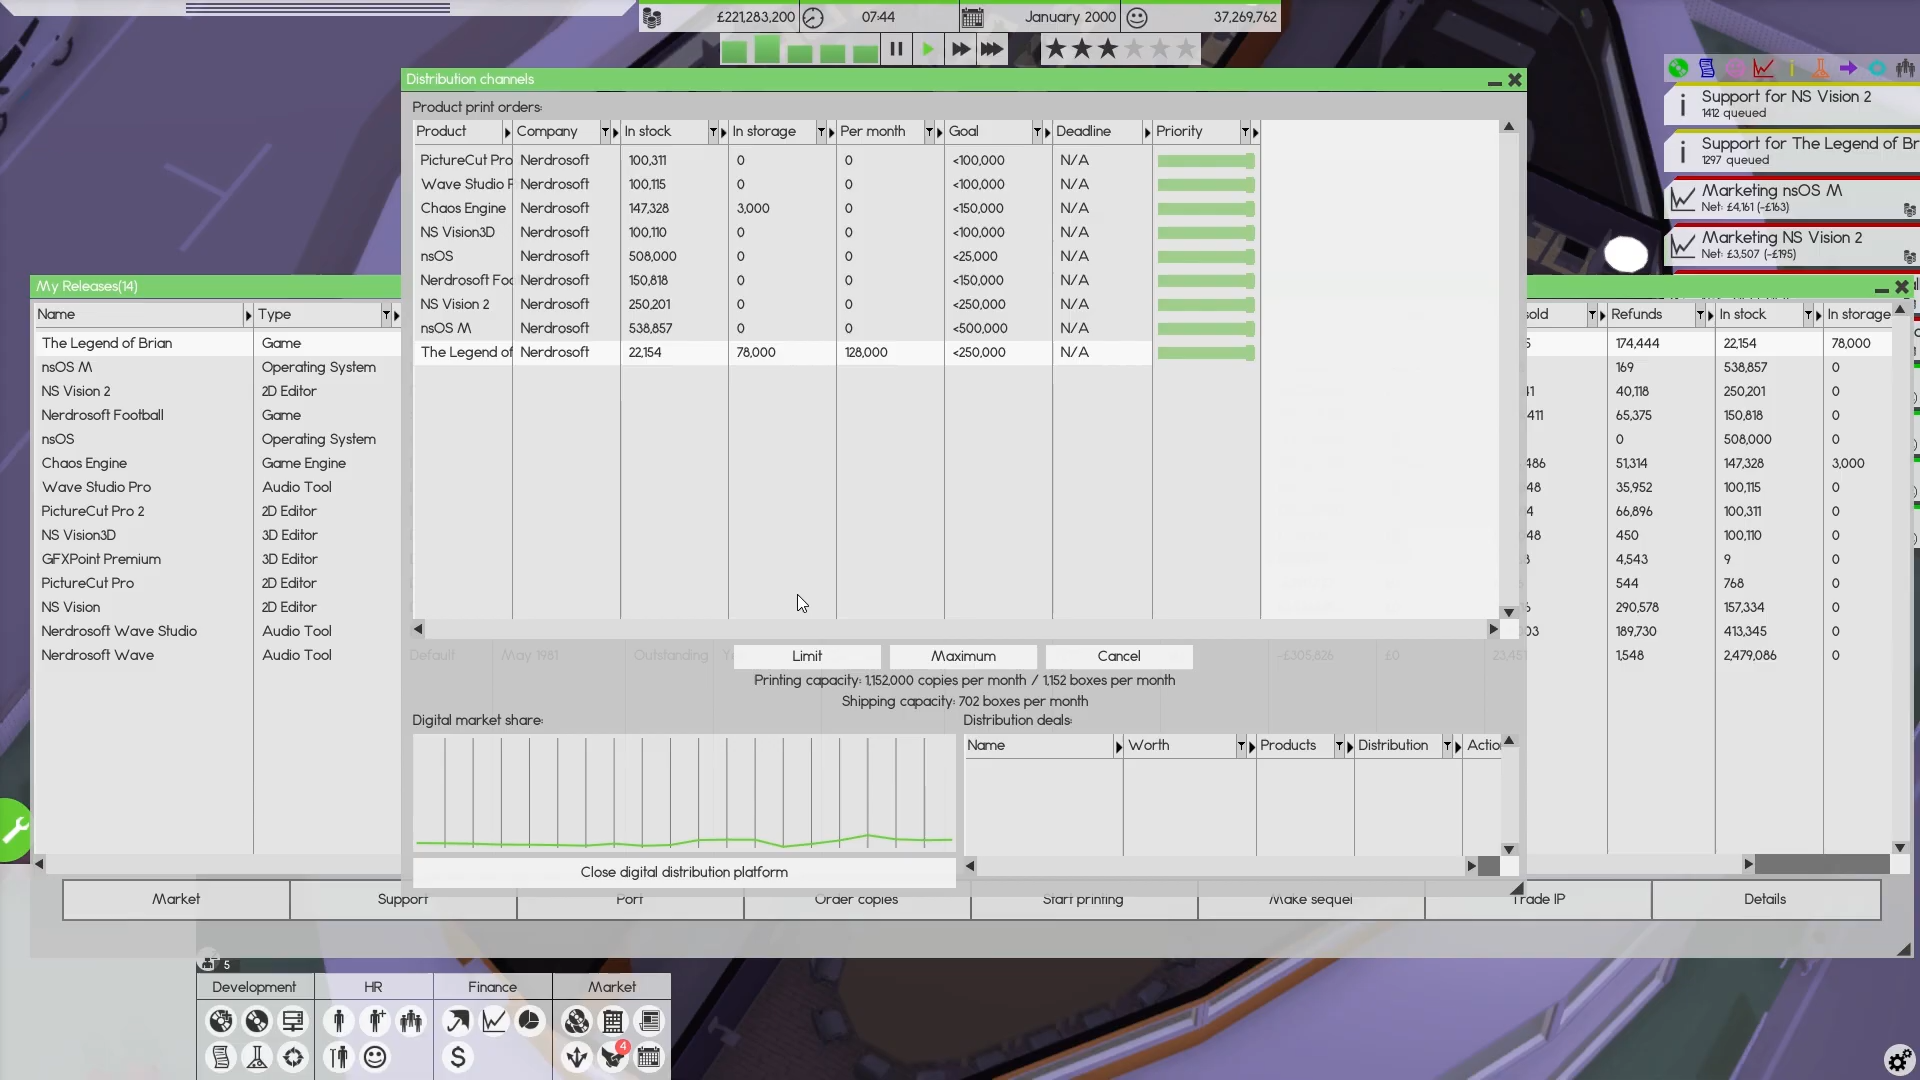 £221,283,200 07:44 January 2000 37,269,762
Distribution channels
Product print orders:
Product Company In stock In storage Per month Goal Deadline Priority
PictureCut Pro Nerdrosoft 100,311 0 0 <100,000 N/A
Wave Studio P Nerdrosoft 100,115 0 0 <100,000 N/A
Chaos Engine Nerdrosoft 147,328 3,000 0 <150,000 N/A
NS Vision3D Nerdrosoft 100,110 0 0 <100,000 N/A
nsOS Nerdrosoft 508,000 0 0 <25,000 N/A
Nerdrosoft Foo Nerdrosoft 150,818 0 0 <150,000 N/A
NS Vision 2 Nerdrosoft 250,201 0 0 <250,000 N/A
nsOS M Nerdrosoft 538,857 0 0 <500,000 N/A
The Legend of Nerdrosoft 22,154 78,000 128,000 <250,000 N/A
Limit Maximum Cancel
Printing capacity: 1,152,000 copies per month / 1,152 boxes per month
Shipping capacity: 702 boxes per month
Digital market share:
Close digital distribution platform
Distribution deals:
Name Worth Products Distribution Actio
Support for NS Vision 2
1412 queued
Support for The Legend of Br
1297 queued
Marketing nsOS M
Net: £4,161 (-£163)
Marketing NS Vision 2
Net: £3,507 (-£195)
My Releases(14)
Name Type sold Refunds In stock In storage
The Legend of Brian Game 174,444 22,154 78,000
nsOS M Operating System 169 538,857 0
NS Vision 2 2D Editor 40,118 250,201 0
Nerdrosoft Football Game 411 65,375 150,818 0
nsOS Operating System 0 508,000 0
Chaos Engine Game Engine 486 51,314 147,328 3,000
Wave Studio Pro Audio Tool 48 35,952 100,115 0
PictureCut Pro 2 2D Editor 4 66,896 100,311 0
NS Vision3D 3D Editor 48 450 100,110 0
GFXPoint Premium 3D Editor 4,543 9 0
PictureCut Pro 2D Editor 544 768 0
NS Vision 2D Editor 290,578 157,334 0
Nerdrosoft Wave Studio Audio Tool 03 189,730 413,345 0
Nerdrosoft Wave Audio Tool Default May 1981 Outstanding -£305,826 £0 1,548 2,479,086 0
Market Support Port Order copies Start printing Make sequel Trade IP Details
5
Development HR Finance Market
4